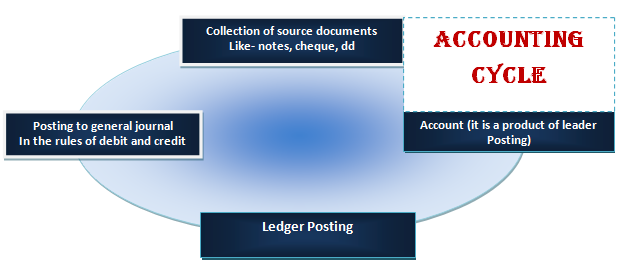 Collection of source documents
Like- notes, cheque, dd
ACCOUNTING
CYCLE
Posting to general journal
In the rules of debit and credit
Account (it is a product of leader
Posting)
Ledger Posting